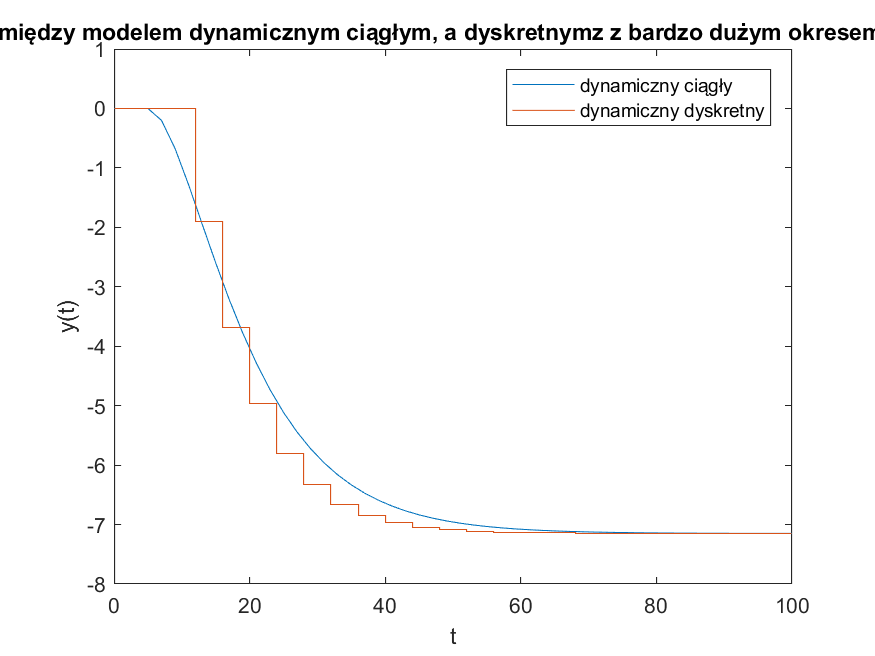 między modelem dynamicznym ciągłym, a dyskretnymz z bardzo dużym okresem
dynamiczny ciągły
dynamiczny dyskretny
1
0
-1
-2
-3
-4
-5
-6
-7
-8
y(t)
0 20 40 60 80 100
t